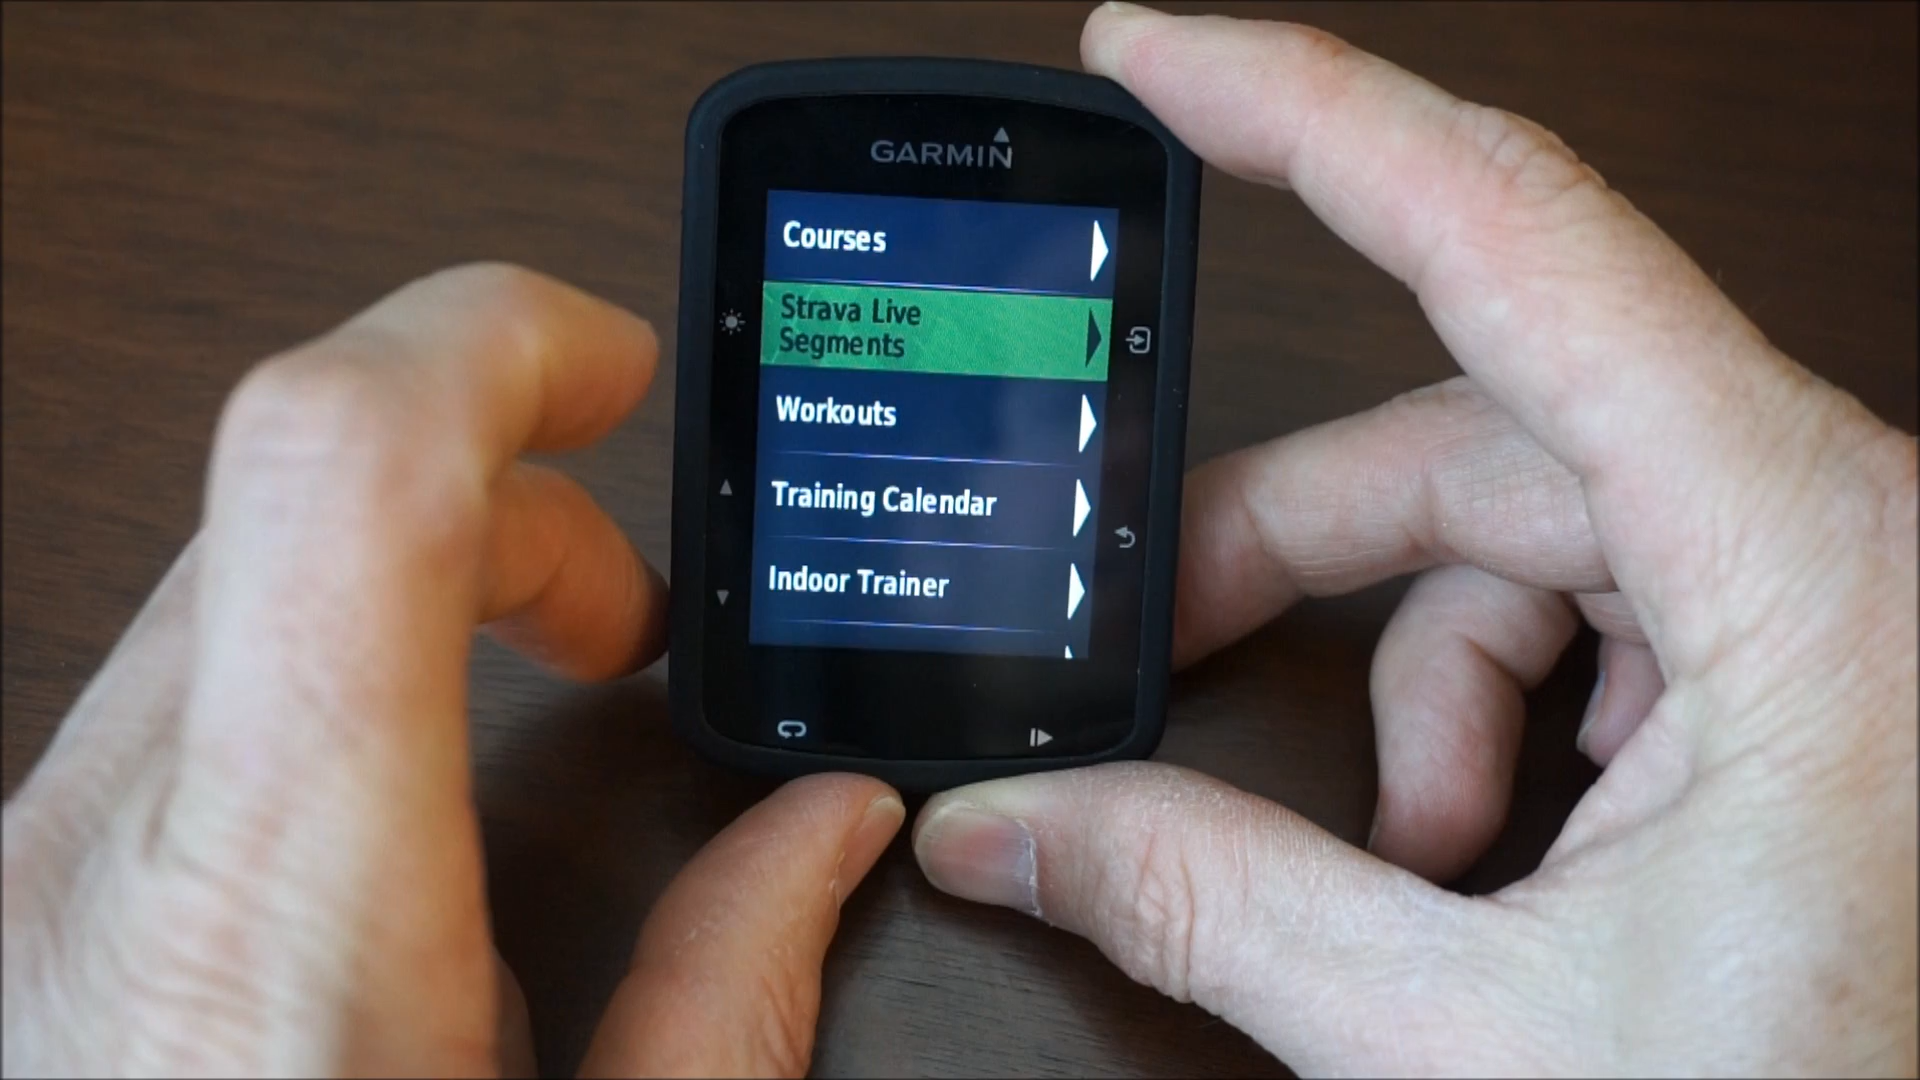 GARMIN
Courses
Strava Live
Segments
Workouts
Training Calendar
Indoor Trainer